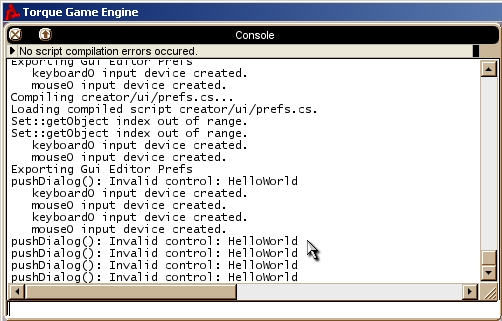 Torque Game Engine
Console
No script compilation errors occured.
Exporting Gui Editor Prefs
keyboard0 input device created.
mouse0 input device created.
Compiling creator/ui/prefs.cs...
Loading compiled script creator/ui/prefs.cs.
Set::getObject index out of range.
Set::getObject index out of range.
keyboard0 input device created.
mouse0 input device created.
Exporting Gui Editor Prefs
pushDialog(): Invalid control: HelloWorld
keyboard0 input device created.
mouse0 input device created.
keyboard0 input device created.
mouse0 input device created.
pushDialog(): Invalid control: HelloWorld
pushDialog(): Invalid control: HelloWorld
pushDialog(): Invalid control: HelloWorld
pushDialog(): Invalid control: HelloWorld